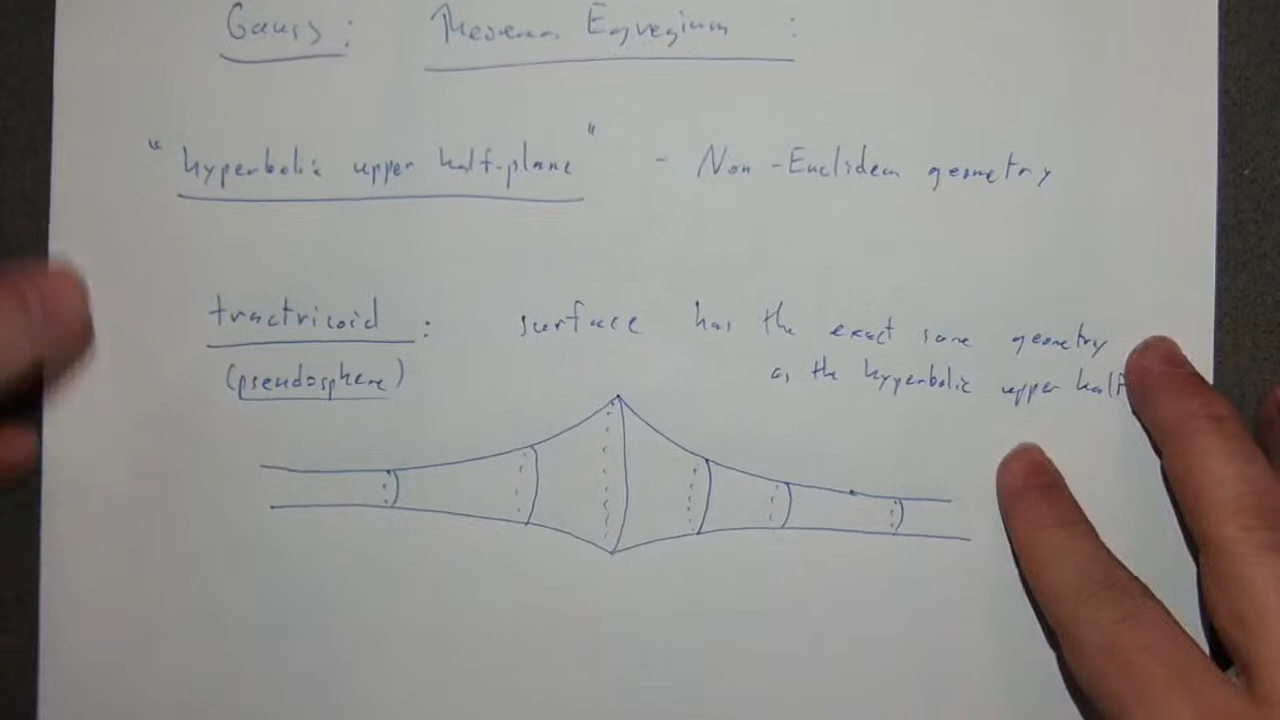 Gauss: Theorema Egregium :
"hyperbolic upper half-plane" - Non-Euclidean geometry
tractricoid : surface has the exact same geometry
(pseudosphere) as the hyperbolic upper half